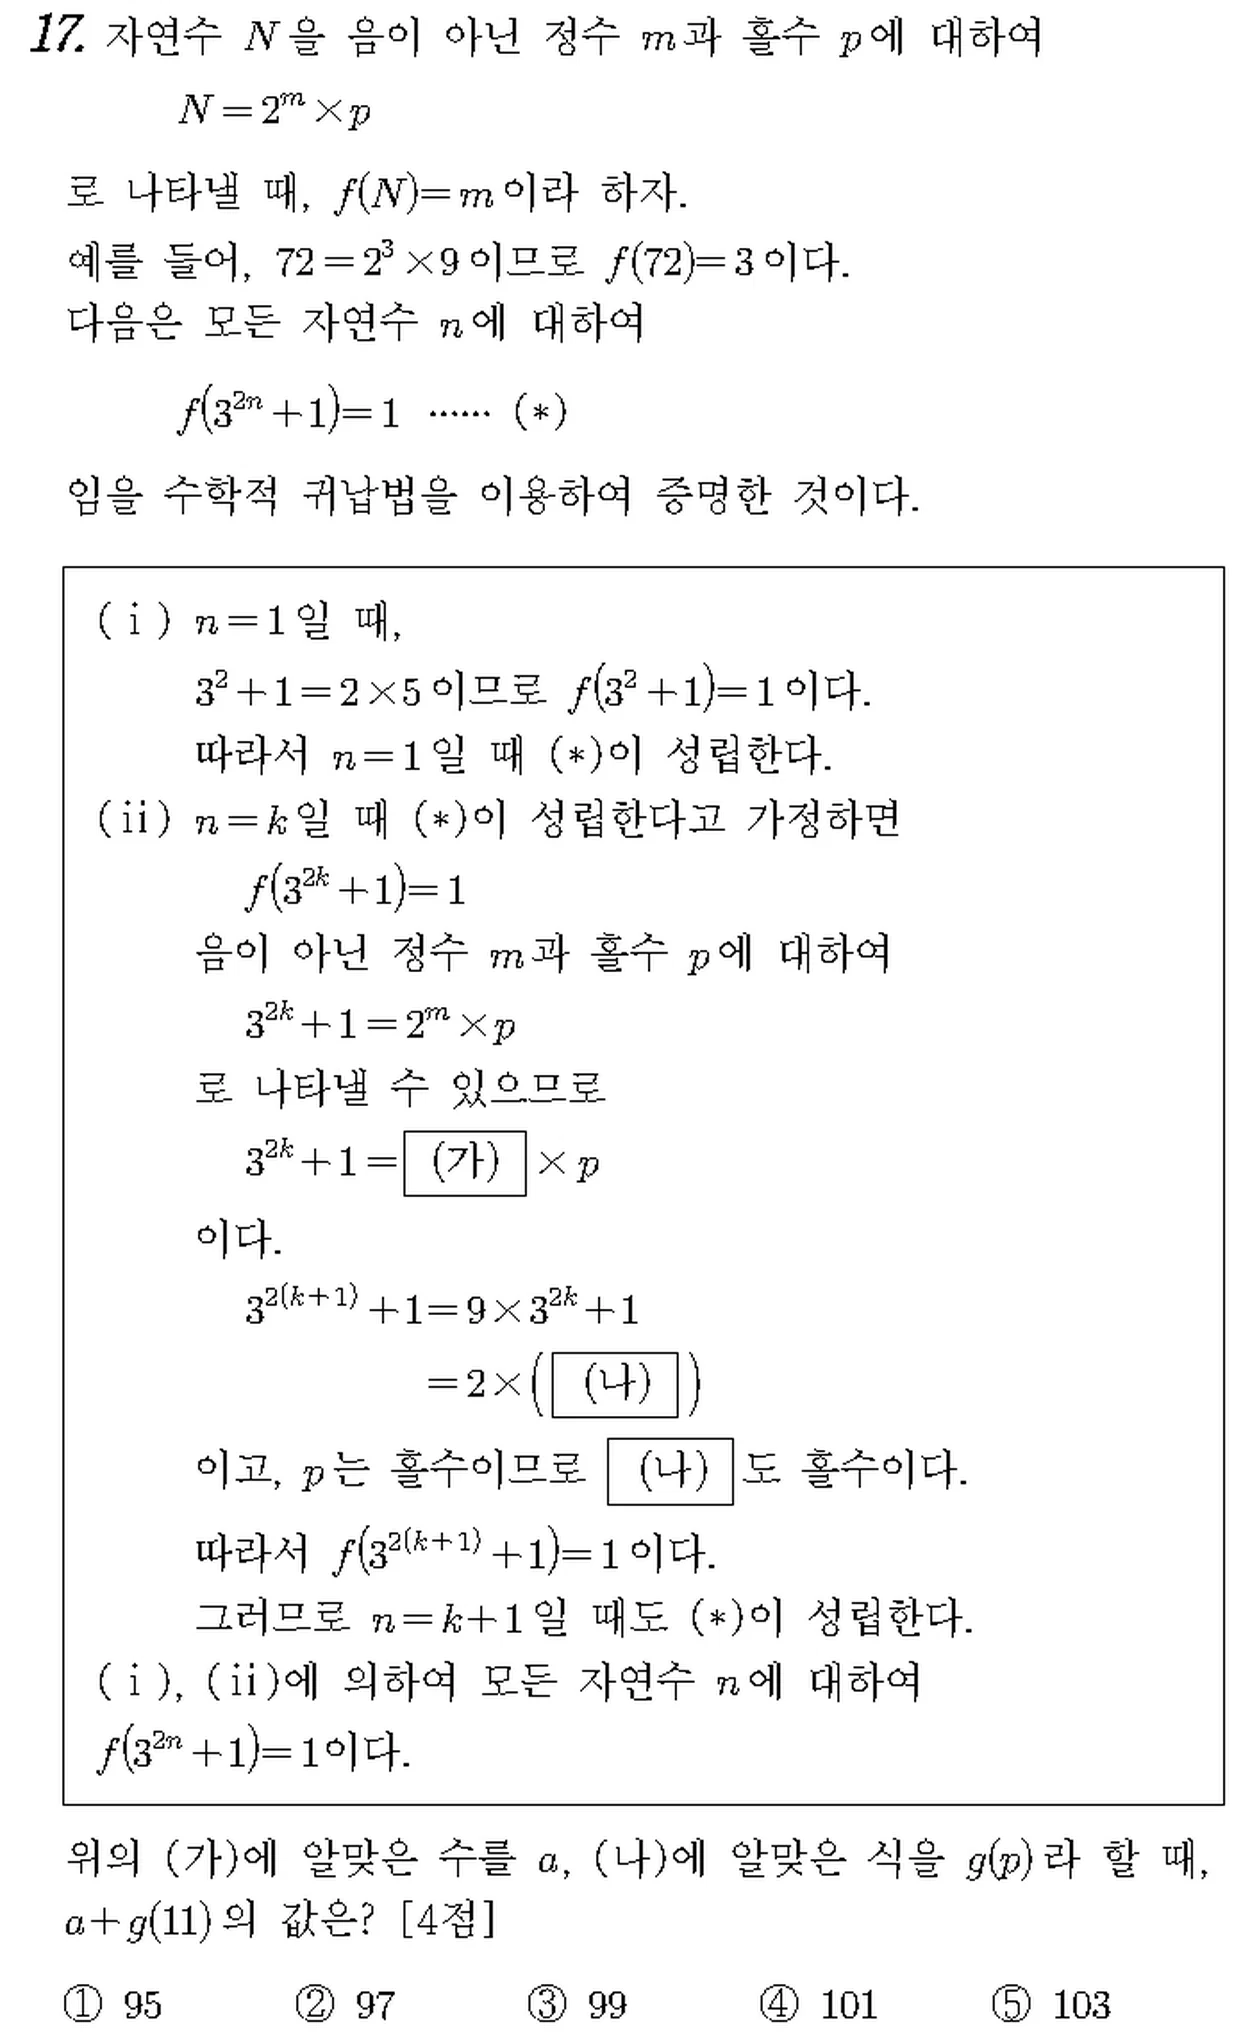 17. 자연수 N을 음이 아닌 정수 m과 홀수 p에 대하여
N=2^m×p
로 나타낼 때, f(N)=m이라 하자.
예를 들어, 72=2^3×9이므로 f(72)=3이다.
다음은 모든 자연수 n에 대하여
f(3^{2n}+1)=1 ⋯⋯ (*)
임을 수학적 귀납법을 이용하여 증명한 것이다.
(ⅰ) n=1일 때,
3^2+1=2×5이므로 f(3^2+1)=1이다.
따라서 n=1일 때 (*)이 성립한다.
(ⅱ) n=k일 때 (*)이 성립한다고 가정하면
f(3^{2k}+1)=1
음이 아닌 정수 m과 홀수 p에 대하여
3^{2k}+1=2^m×p
로 나타낼 수 있으므로
3^{2k}+1= (가) ×p
이다.
3^{2(k+1)}+1=9×3^{2k}+1
=2×( (나) )
이고, p는 홀수이므로 (나) 도 홀수이다.
따라서 f(3^{2(k+1)}+1)=1이다.
그러므로 n=k+1일 때도 (*)이 성립한다.
(ⅰ), (ⅱ)에 의하여 모든 자연수 n에 대하여
f(3^{2n}+1)=1이다.
위의 (가)에 알맞은 수를 a, (나)에 알맞은 식을 g(p)라 할 때,
a+g(11)의 값은? [4점]
① 95 ② 97 ③ 99 ④ 101 ⑤ 103